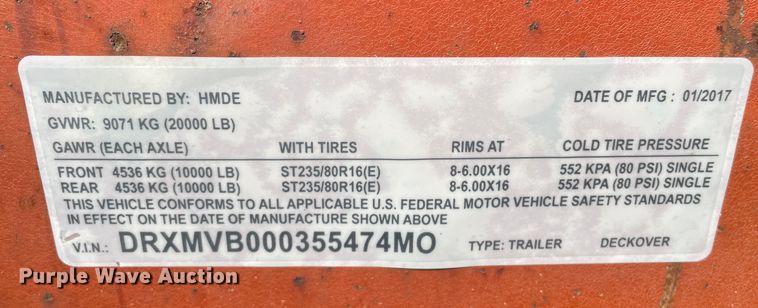 MANUFACTURED BY: HMDE DATE OF MFG : 01/2017
GVWR: 9071 KG (20000 LB)
GAWR (EACH AXLE) WITH TIRES RIMS AT COLD TIRE PRESSURE
FRONT 4536 KG (10000 LB) ST235/80R16(E) 8-6.00X16 552 KPA (80 PSI) SINGLE
REAR 4536 KG (10000 LB) ST235/80R16(E) 8-6.00X16 552 KPA (80 PSI) SINGLE
THIS VEHICLE CONFORMS TO ALL APPLICABLE U.S. FEDERAL MOTOR VEHICLE SAFETY STANDARDS
IN EFFECT ON THE DATE OF MANUFACTURE SHOWN ABOVE
V.I.N.: DRXMVB000355474MO TYPE: TRAILER DECKOVER
Purple Wave Auction